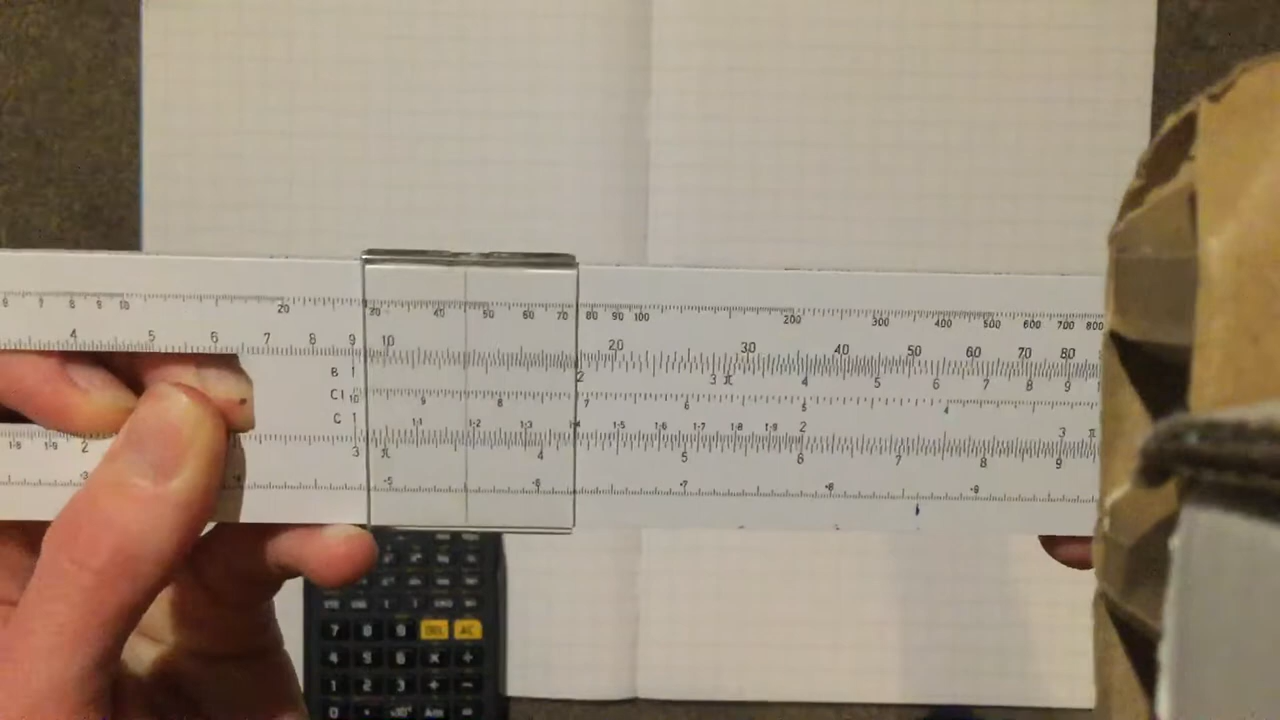 6 7 8 9 10 20 30 40 50 60 70 80 90 100 200 300 400 500 600 700 800
4 5 6 7 8 9 10 20 30 40 50 60 70 80
B 1 2 3 π 4 5 6 7 8 9 1
CI 10 9 8 7 6 5 4
C 1 1·1 1·2 1·3 1·4 1·5 1·6 1·7 1·8 1·9 2 3 π
1·8 1·9 2 3 π 4 5 6 7 8 9
·3 ·4 ·5 ·6 ·7 ·8 ·9
7 8 9 DEL AC
4 5 6 × ÷
1 2 3 + −
0 · Ans =